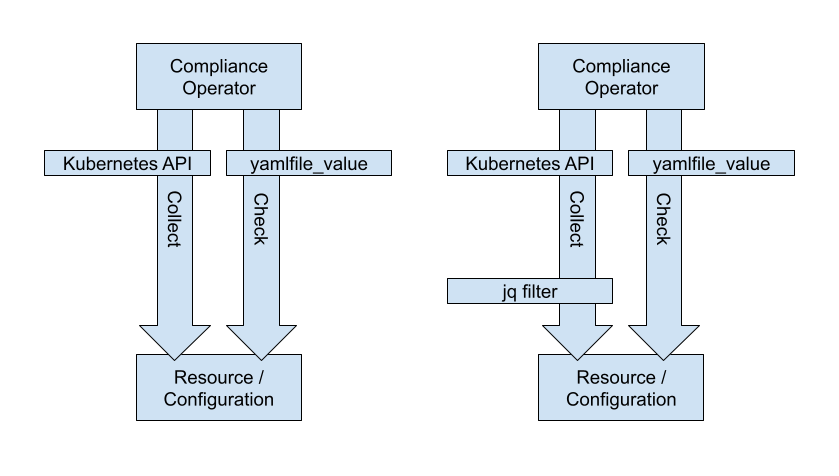 Compliance
Operator
Kubernetes API
yamlfile_value
Collect
Check
Resource /
Configuration
Compliance
Operator
Kubernetes API
yamlfile_value
Collect
Check
jq filter
Resource /
Configuration